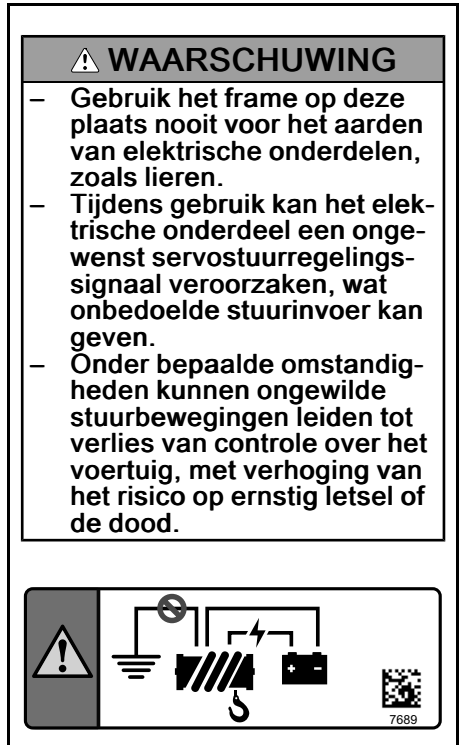 ⚠ WAARSCHUWING
– Gebruik het frame op deze
plaats nooit voor het aarden
van elektrische onderdelen,
zoals lieren.
– Tijdens gebruik kan het elek-
trische onderdeel een onge-
wenst servostuurregelings-
signaal veroorzaken, wat
onbedoelde stuurinvoer kan
geven.
– Onder bepaalde omstandig-
heden kunnen ongewilde
stuurbewegingen leiden tot
verlies van controle over het
voertuig, met verhoging van
het risico op ernstig letsel of
de dood.
+ -
7689